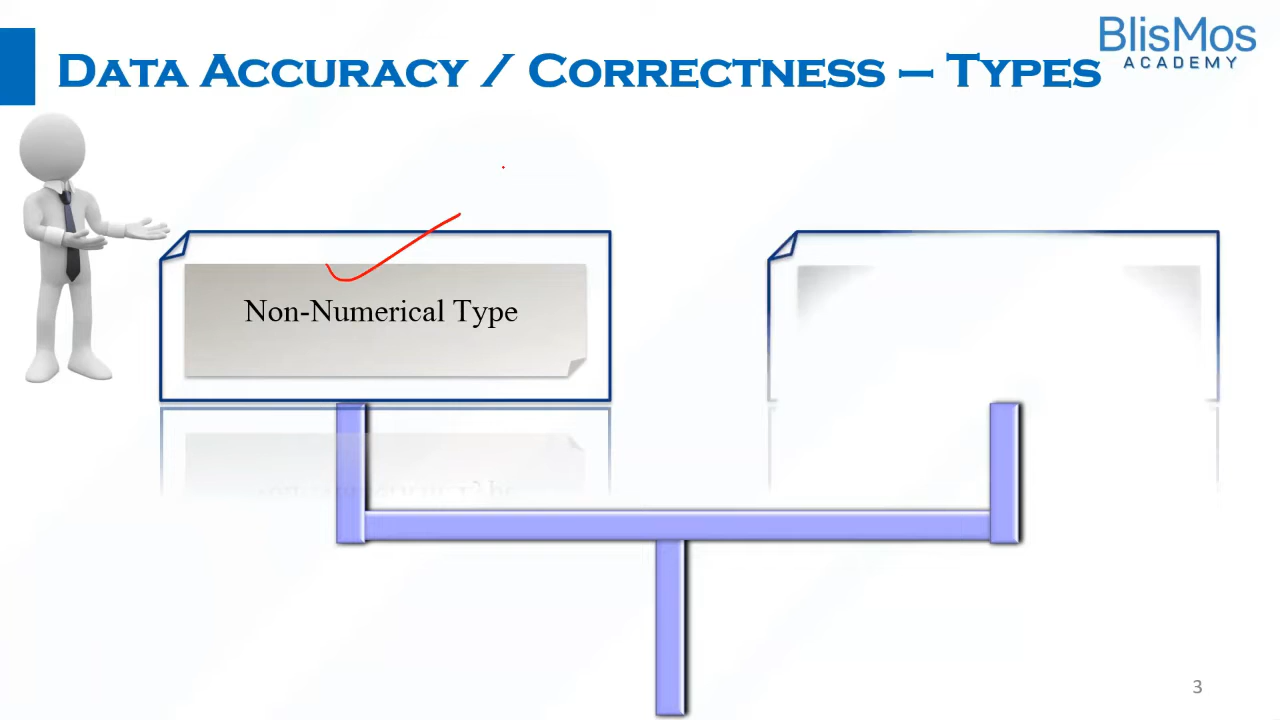 BlisMos
ACADEMY
DATA ACCURACY / CORRECTNESS – TYPES
Non-Numerical Type
3